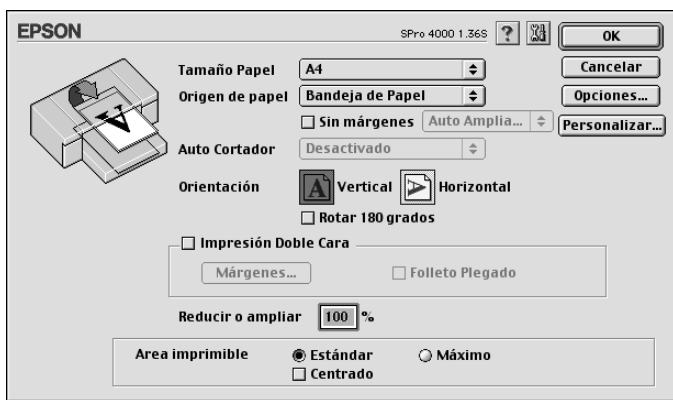 EPSON
SPro 4000 1.36S ?
OK
Tamaño Papel A4
Cancelar
Origen de papel Bandeja de Papel
Opciones...
Sin márgenes Auto Amplia...
Personalizar...
Auto Cortador Desactivado
Orientación A Vertical A Horizontal
Rotar 180 grados
Impresión Doble Cara
Márgenes... Folleto Plegado
Reducir o ampliar 100 %
Area imprimible Estándar Máximo
Centrado